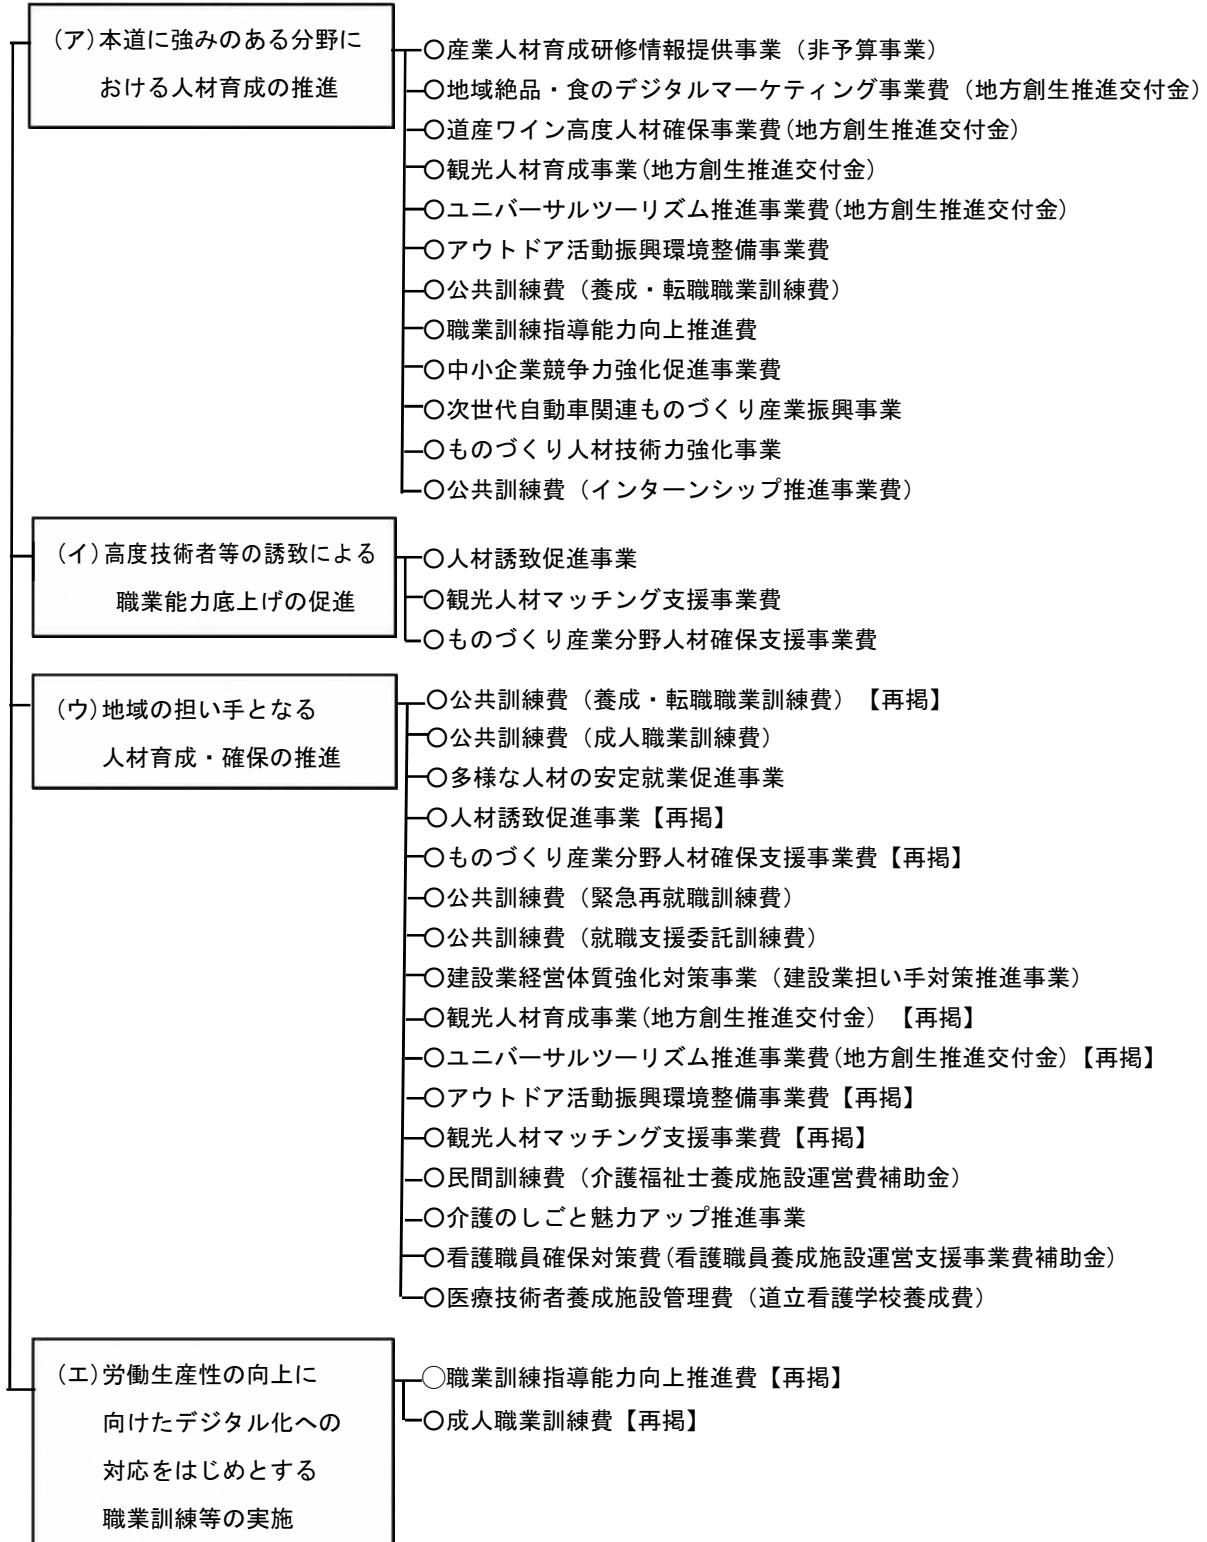 (ア)本道に強みのある分野に
おける人材育成の推進
○産業人材育成研修情報提供事業（非予算事業）
○地域絶品・食のデジタルマーケティング事業費（地方創生推進交付金）
○道産ワイン高度人材確保事業費(地方創生推進交付金)
○観光人材育成事業(地方創生推進交付金)
○ユニバーサルツーリズム推進事業費(地方創生推進交付金)
○アウトドア活動振興環境整備事業費
○公共訓練費（養成・転職職業訓練費）
○職業訓練指導能力向上推進費
○中小企業競争力強化促進事業費
○次世代自動車関連ものづくり産業振興事業
○ものづくり人材技術力強化事業
○公共訓練費（インターンシップ推進事業費）
(イ)高度技術者等の誘致による
職業能力底上げの促進
○人材誘致促進事業
○観光人材マッチング支援事業費
○ものづくり産業分野人材確保支援事業費
(ウ)地域の担い手となる
人材育成・確保の推進
○公共訓練費（養成・転職職業訓練費）【再掲】
○公共訓練費（成人職業訓練費）
○多様な人材の安定就業促進事業
○人材誘致促進事業【再掲】
○ものづくり産業分野人材確保支援事業費【再掲】
○公共訓練費（緊急再就職訓練費）
○公共訓練費（就職支援委託訓練費）
○建設業経営体質強化対策事業（建設業担い手対策推進事業）
○観光人材育成事業(地方創生推進交付金)【再掲】
○ユニバーサルツーリズム推進事業費(地方創生推進交付金)【再掲】
○アウトドア活動振興環境整備事業費【再掲】
○観光人材マッチング支援事業費【再掲】
○民間訓練費（介護福祉士養成施設運営費補助金）
○介護のしごと魅力アップ推進事業
○看護職員確保対策費(看護職員養成施設運営支援事業費補助金)
○医療技術者養成施設管理費（道立看護学校養成費）
(エ)労働生産性の向上に
向けたデジタル化への
対応をはじめとする
職業訓練等の実施
◯職業訓練指導能力向上推進費【再掲】
○成人職業訓練費【再掲】